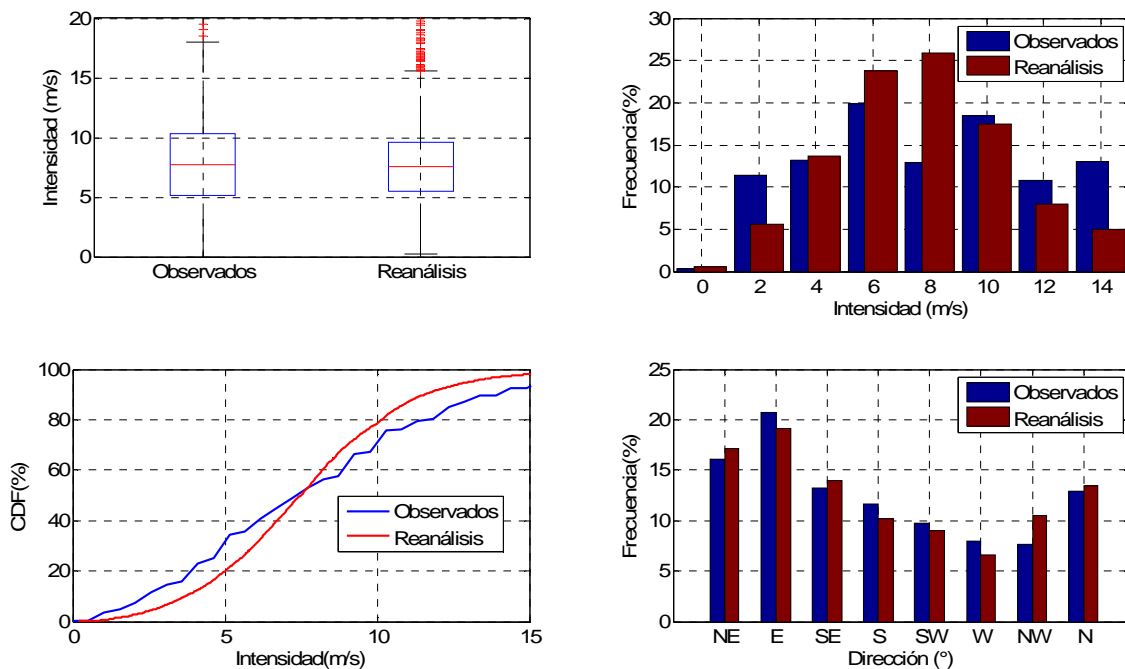 20
15
10
5
0
Intensidad (m/s)
Observados
Reanálisis
30
25
20
15
10
5
0
Frecuencia(%)
Observados
Reanálisis
0 2 4 6 8 10 12 14
Intensidad (m/s)
100
80
60
40
20
0
CDF(%)
Observados
Reanálisis
0 5 10 15
Intensidad(m/s)
25
20
15
10
5
0
Frecuencia(%)
Observados
Reanálisis
NE E SE S SW W NW N
Dirección (°)